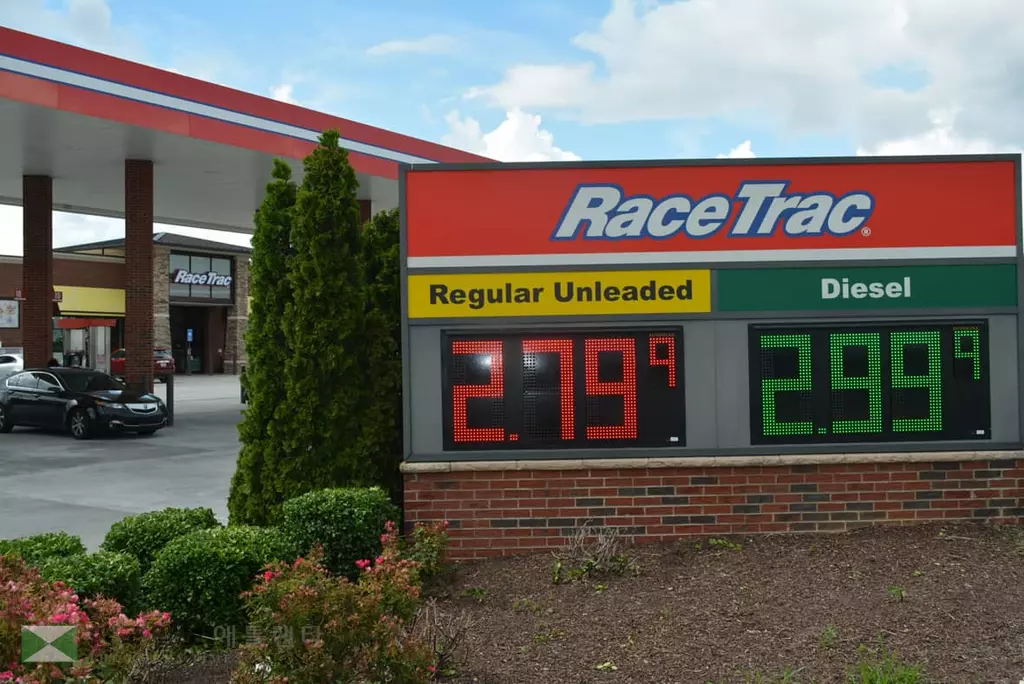 RaceTrac®
Regular Unleaded
Diesel
2.79 9
2.99 9
RaceTrac